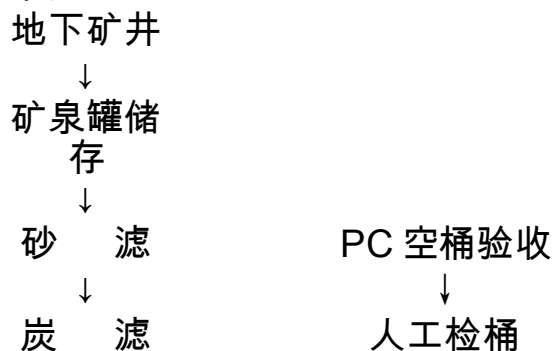 地下矿井
↓
矿泉罐储
存
↓
砂 滤 PC 空桶验收
↓ ↓
炭 滤 人工检桶